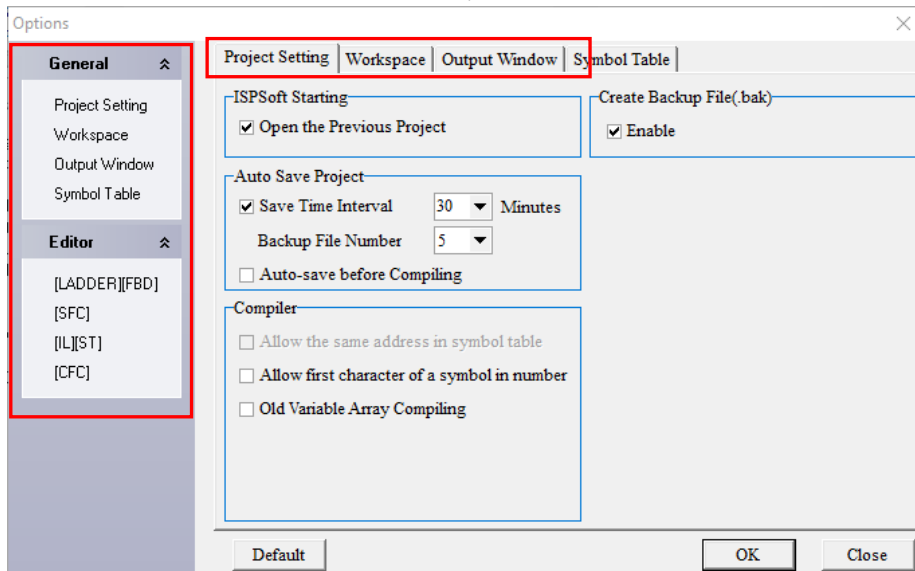 Options
General
Project Setting
Workspace
Output Window
Symbol Table
Editor
[LADDER][FBD]
[SFC]
[IL][ST]
[CFC]
Project Setting Workspace Output Window Symbol Table
ISPSoft Starting
Open the Previous Project
Create Backup File(.bak)
Enable
Auto Save Project
Save Time Interval 30 Minutes
Backup File Number 5
Auto-save before Compiling
Compiler
Allow the same address in symbol table
Allow first character of a symbol in number
Old Variable Array Compiling
Default OK Close